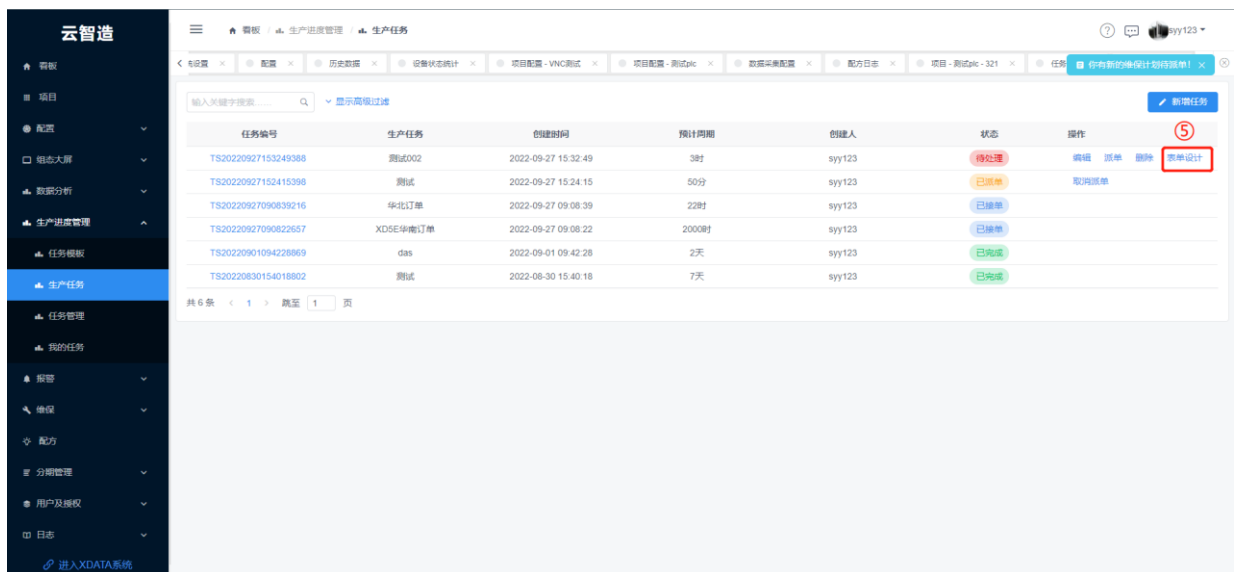 云智造
看板 / 生产进度管理 / 生产任务
syy123
先设置 × 配置 × 历史数据 × 设备状态统计 × 项目配置 - VNC测试 × 项目配置 - 测试plc × 数据采集配置 × 配方日志 × 项目 - 测试plc - 321 × 任务
你有新的维保计划待派单! ×
看板
项目
配置
组态大屏
数据分析
生产进度管理
任务模板
生产任务
任务管理
我的任务
报警
维保
配方
分期管理
用户及授权
日志
进入XDATA系统
输入关键字搜索......
显示高级过滤
新增任务
任务编号 生产任务 创建时间 预计周期 创建人 状态 操作
⑤
TS20220927153249388 测试002 2022-09-27 15:32:49 3时 syy123 待处理 编辑 派单 删除 表单设计
TS20220927152415398 测试 2022-09-27 15:24:15 50分 syy123 已派单 取消派单
TS20220927090839216 华北订单 2022-09-27 09:08:39 22时 syy123 已接单
TS20220927090822657 XD5E华南订单 2022-09-27 09:08:22 2000时 syy123 已接单
TS20220901094228869 das 2022-09-01 09:42:28 2天 syy123 已完成
TS20220830154018802 测试 2022-08-30 15:40:18 7天 syy123 已完成
共 6 条 < 1 > 跳至 1 页